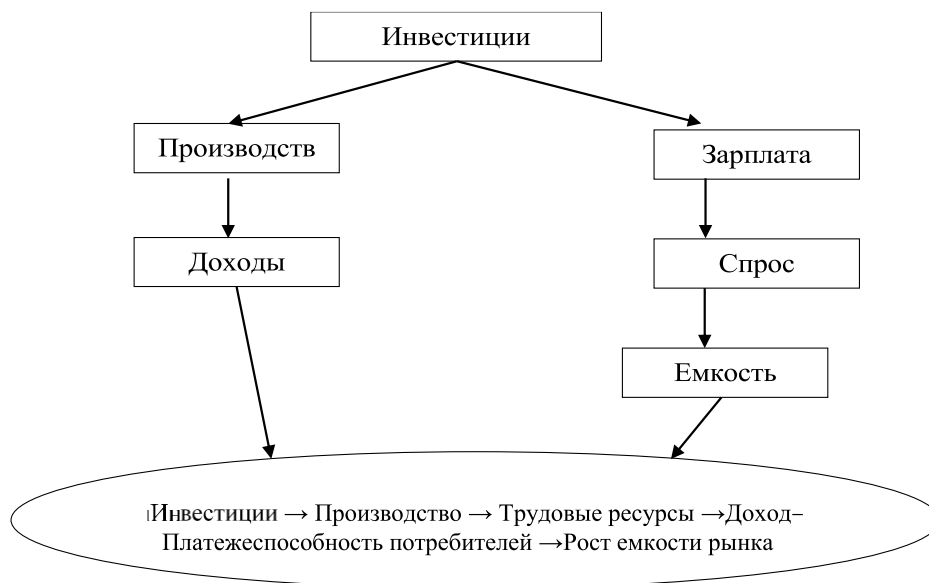 Инвестиции
Производств
Зарплата
Доходы
Спрос
Емкость
Инвестиции → Производство → Трудовые ресурсы →Доход–
Платежеспособность потребителей →Рост емкости рынка